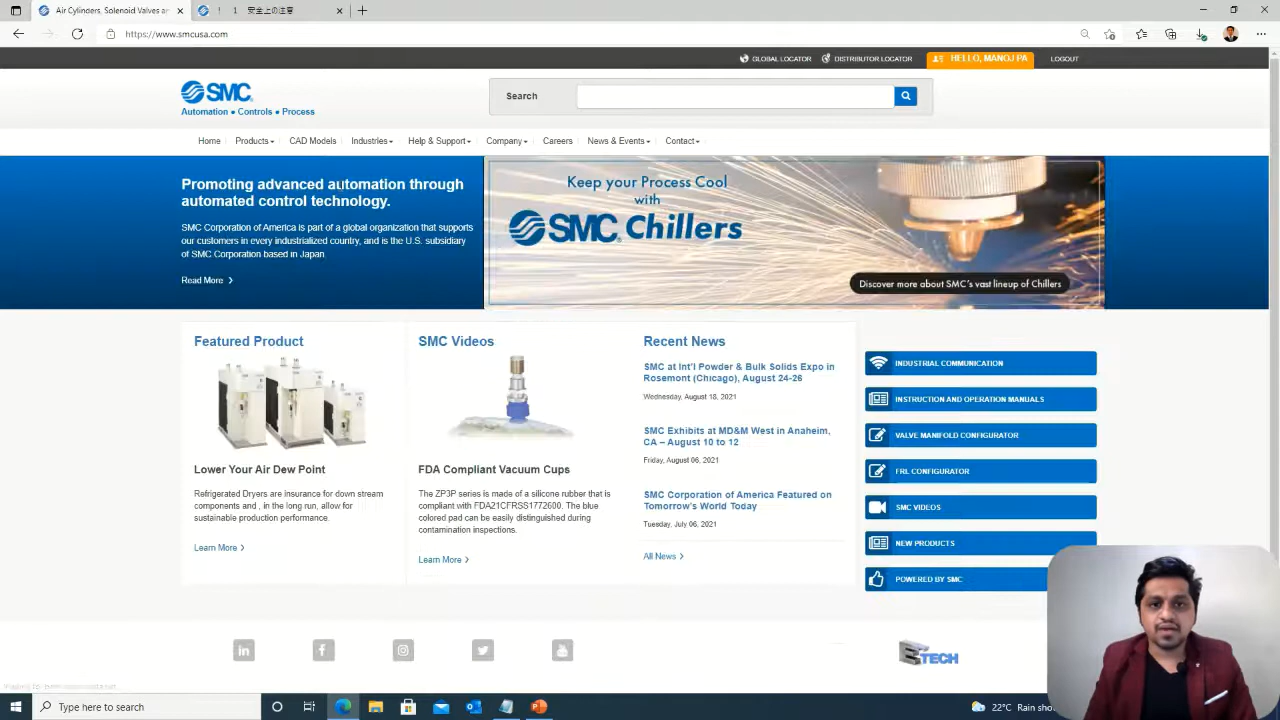 Air Cylinders, Solenoid Valves an
https://www.smcusa.com
GLOBAL LOCATOR
DISTRIBUTOR LOCATOR
HELLO, MANOJ PA
LOGOUT
SMC
Automation • Controls • Process
Search
Home
Products
CAD Models
Industries
Help & Support
Company
Careers
News & Events
Contact
Promoting advanced automation through
automated control technology.
SMC Corporation of America is part of a global organization that supports
our customers in every industrialized country, and is the U.S. subsidiary
of SMC Corporation based in Japan.
Read More
Keep your Process Cool
with
SMC Chillers
Discover more about SMC's vast lineup of Chillers
Featured Product
Lower Your Air Dew Point
Refrigerated Dryers are insurance for down stream
components and , in the long run, allow for
sustainable production performance.
Learn More
SMC Videos
FDA Compliant Vacuum Cups
The ZP3P series is made of a silicone rubber that is
compliant with FDA21CFRSS1772600. The blue
colored pad can be easily distinguished during
contamination inspections.
Learn More
Recent News
SMC at Int'l Powder & Bulk Solids Expo in
Rosemont (Chicago), August 24-26
Wednesday, August 18, 2021
SMC Exhibits at MD&M West in Anaheim,
CA – August 10 to 12
Friday, August 06, 2021
SMC Corporation of America Featured on
Tomorrow's World Today
Tuesday, July 06, 2021
All News
INDUSTRIAL COMMUNICATION
INSTRUCTION AND OPERATION MANUALS
VALVE MANIFOLD CONFIGURATOR
FRL CONFIGURATOR
SMC VIDEOS
NEW PRODUCTS
POWERED BY SMC
ETECH
Type here to search
22°C Rain sho